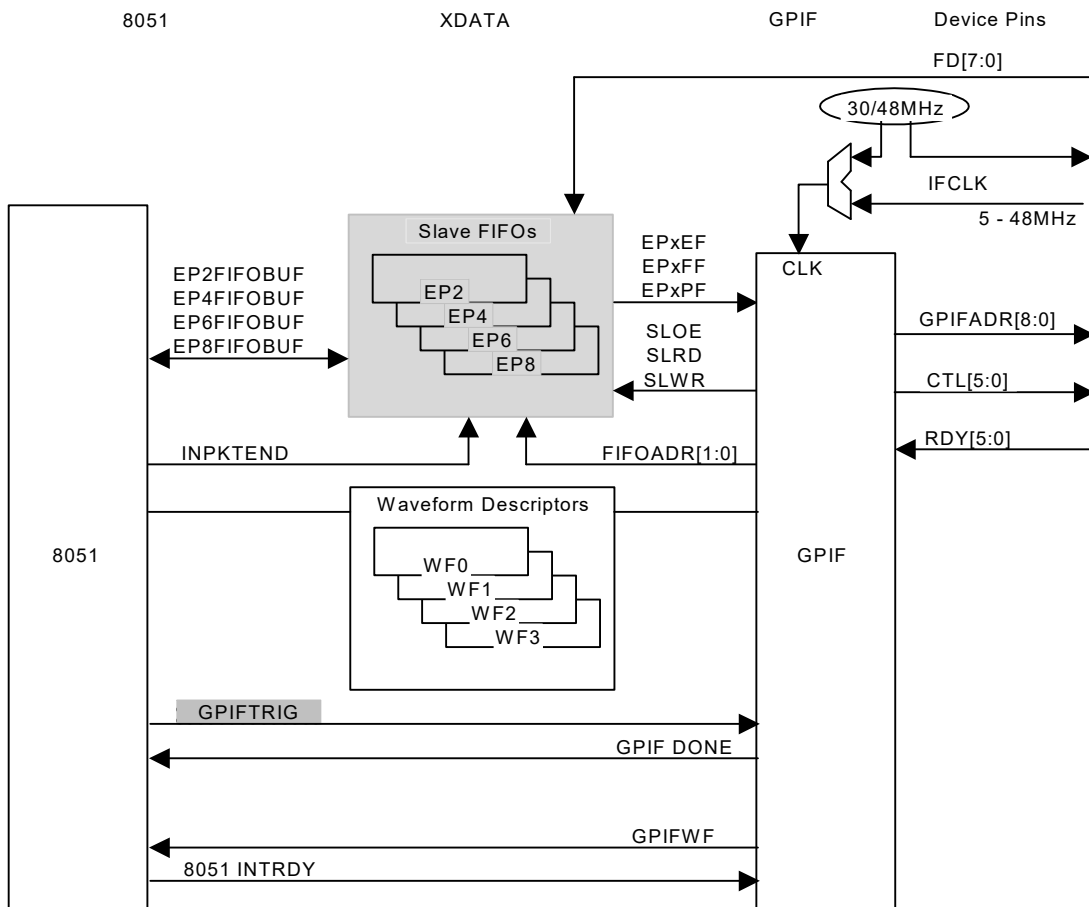 8051 XDATA GPIF Device Pins
FD[7:0]
30/48MHz
IFCLK
5 - 48MHz
Slave FIFOs
EP2
EP4
EP6
EP8
EP2FIFOBUF
EP4FIFOBUF
EP6FIFOBUF
EP8FIFOBUF
EPxEF
EPxFF
EPxPF
SLOE
SLRD
SLWR
CLK
GPIFADR[8:0]
CTL[5:0]
RDY[5:0]
INPKTEND
FIFOADR[1:0]
Waveform Descriptors
WF0
WF1
WF2
WF3
8051
GPIF
GPIFTRIG
GPIF DONE
GPIFWF
8051 INTRDY